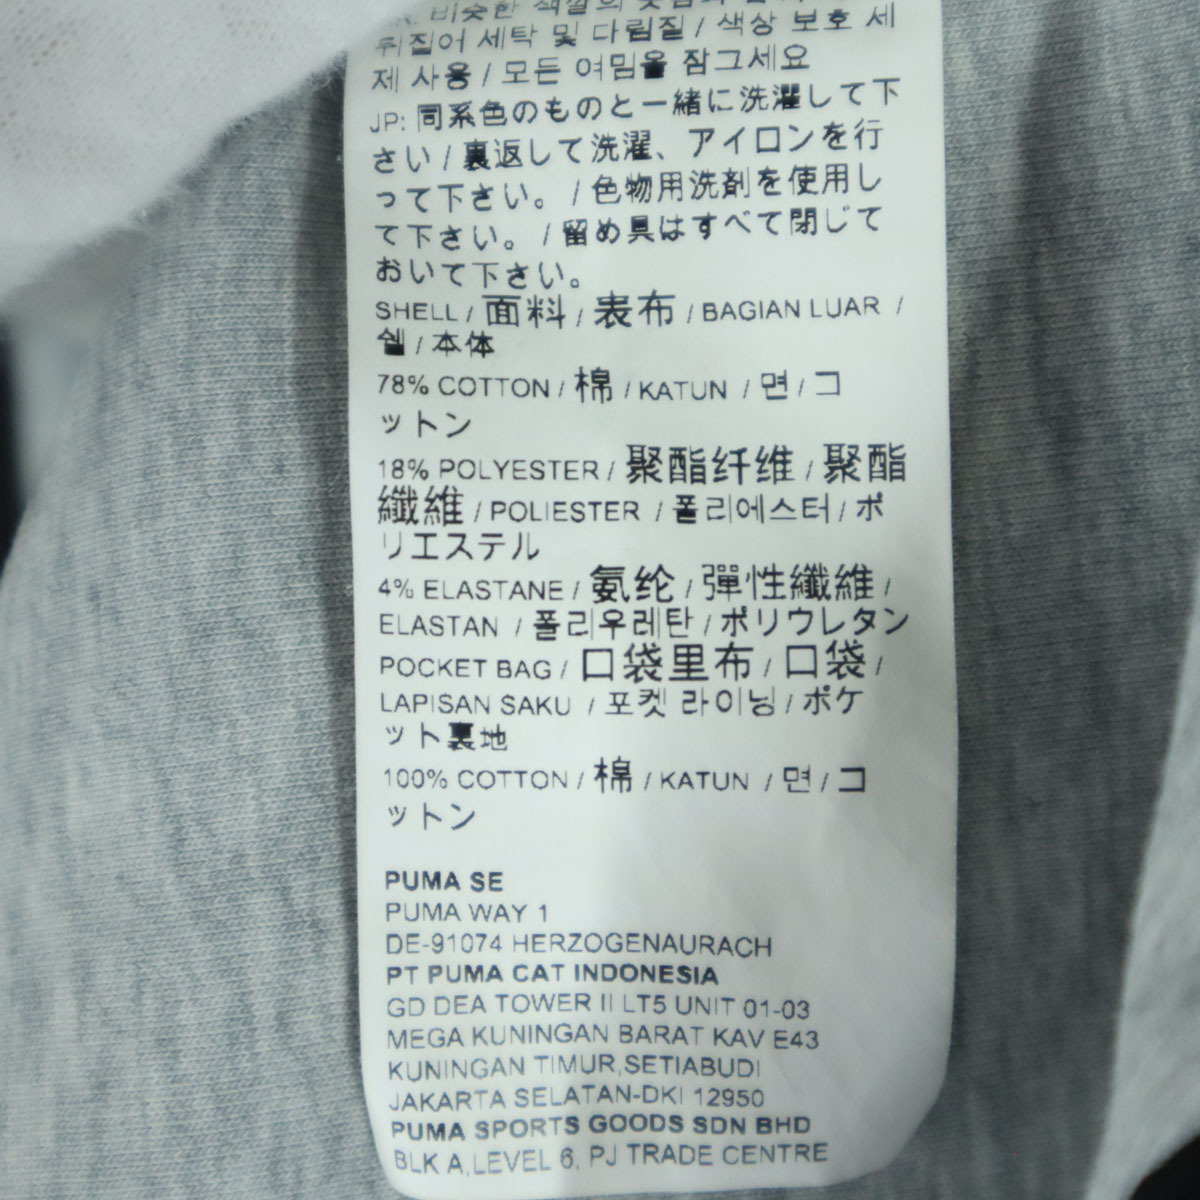 비슷한 색깔의
뒤집어 세탁 및 다림질 / 색상 보호 세
제 사용 / 모든 여밈을 잠그세요
JP: 同系色のものと一緒に洗濯して下
さい / 裏返して洗濯、アイロンを行
って下さい。 / 色物用洗剤を使用し
て下さい。 / 留め具はすべて閉じて
おいて下さい。
SHELL / 面料 / 表布 / BAGIAN LUAR /
쉘 / 本体
78% COTTON / 棉 / KATUN / 면 / コ
ットン
18% POLYESTER / 聚酯纤维 / 聚酯
纖維 / POLIESTER / 폴리에스터 / ポ
リエステル
4% ELASTANE / 氨纶 / 彈性纖維 /
ELASTAN / 폴리우레탄 / ポリウレタン
POCKET BAG / 口袋里布 / 口袋 /
LAPISAN SAKU / 포켓 라이닝 / ポケ
ット裏地
100% COTTON / 棉 / KATUN / 면 / コ
ットン
PUMA SE
PUMA WAY 1
DE-91074 HERZOGENAURACH
PT PUMA CAT INDONESIA
GD DEA TOWER II LT5 UNIT 01-03
MEGA KUNINGAN BARAT KAV E43
KUNINGAN TIMUR,SETIABUDI
JAKARTA SELATAN-DKI 12950
PUMA SPORTS GOODS SDN BHD
BLK A,LEVEL 6, PJ TRADE CENTRE